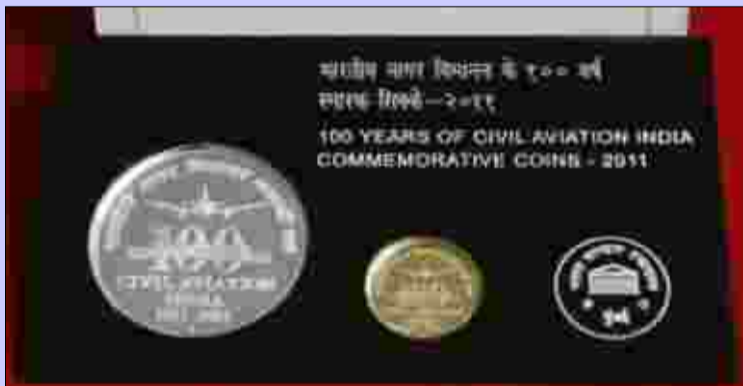 भारतीय नागर विमानन के १०० वर्ष
स्मारक सिक्के–२०११
100 YEARS OF CIVIL AVIATION INDIA
COMMEMORATIVE COINS - 2011
100
CIVIL AVIATION
INDIA
मुंबई